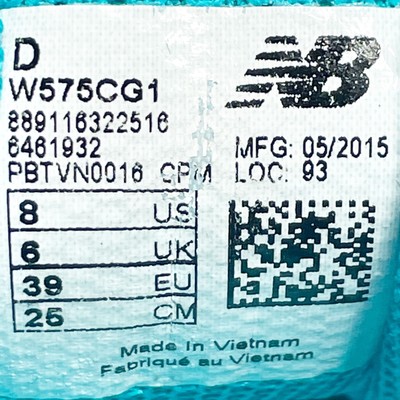 D
NB
W575CG1
889116322516
6461932 MFG: 05/2015
PBTVN0016 CPM LOC: 93
8 US
6 UK
39 EU
25 CM
Made in Vietnam
Fabriqué au Vietnam